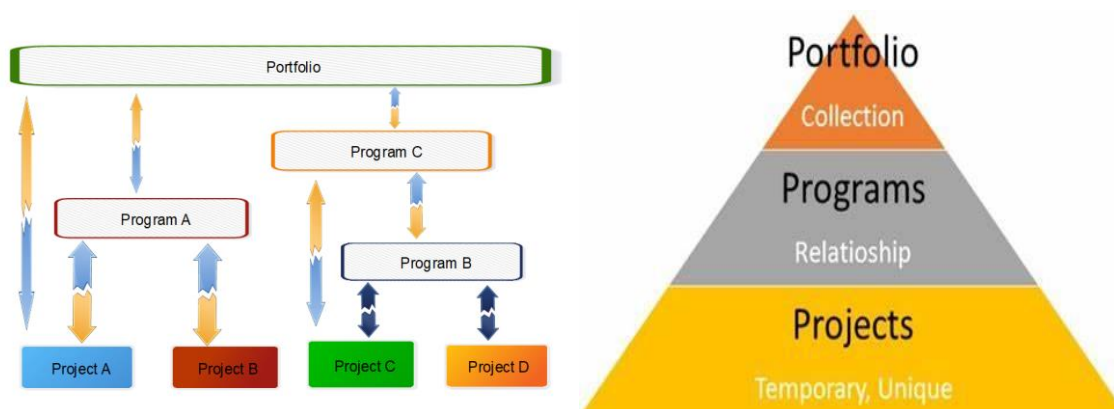 Portfolio
Program C
Program A
Program B
Project A
Project B
Project C
Project D
Portfolio
Collection
Programs
Relatioship
Projects
Temporary, Unique